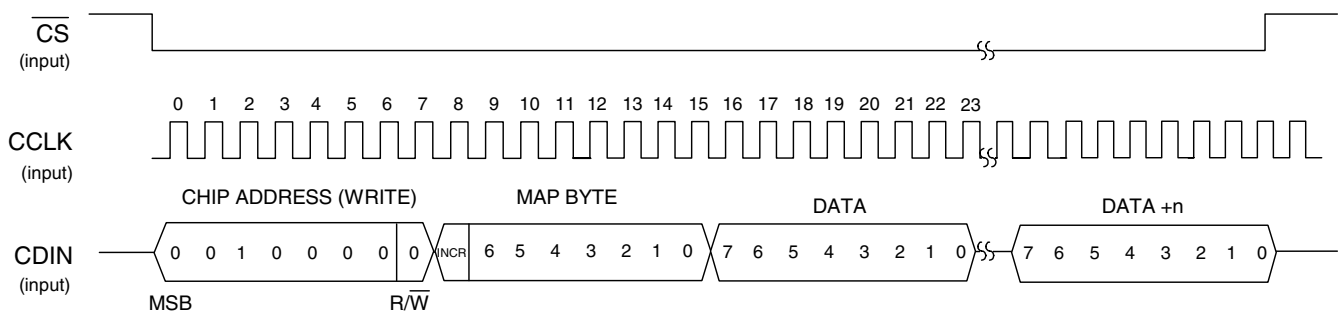 CS
(input)
0 1 2 3 4 5 6 7 8 9 10 11 12 13 14 15 16 17 18 19 20 21 22 23
CCLK
(input)
CHIP ADDRESS (WRITE) MAP BYTE DATA DATA +n
CDIN 0 0 1 0 0 0 0 0 INCR 6 5 4 3 2 1 0 7 6 5 4 3 2 1 0 7 6 5 4 3 2 1 0
(input)
MSB R/W